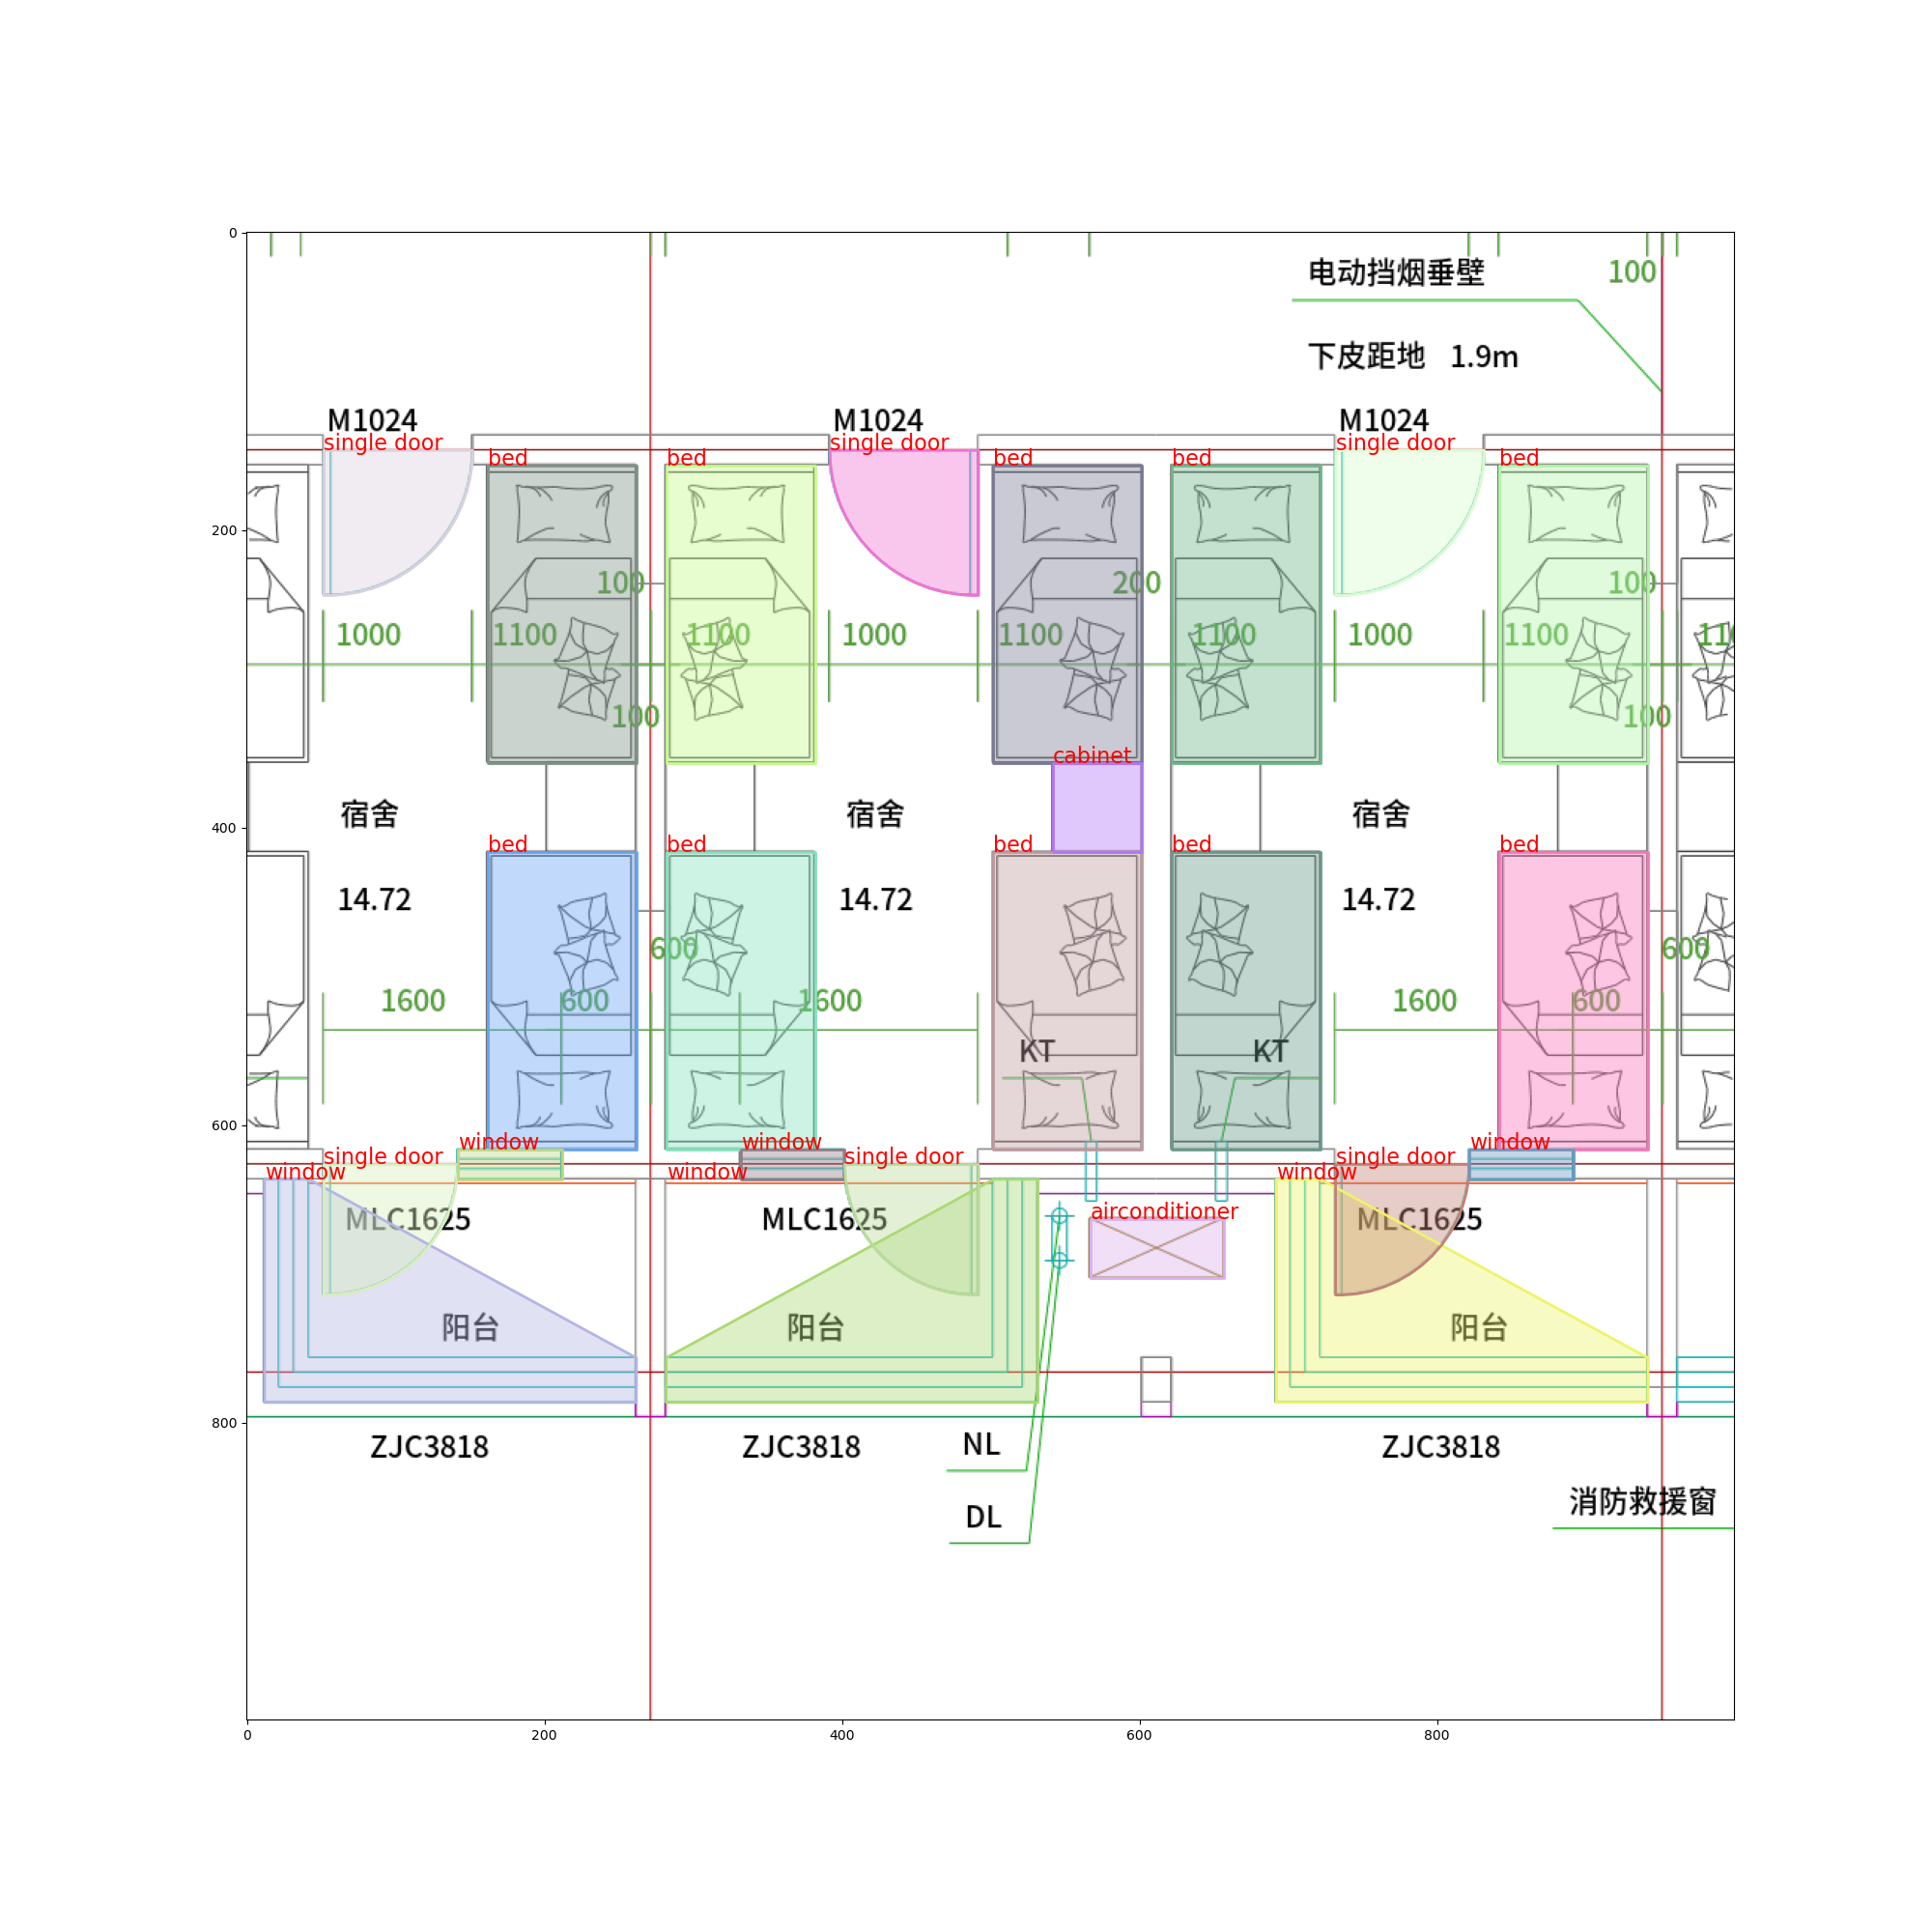 0
电动挡烟垂壁
100
下皮距地 1.9m
M1024
M1024
M1024
single door
single door
single door
bed
bed
bed
bed
bed
200
100
200
100
1000
1100
1100
1000
1100
1100
1000
1100
100
100
cabinet
宿舍
宿舍
宿舍
400
bed
bed
bed
bed
bed
14.72
14.72
14.72
600
600
1600
600
1600
1600
600
KT
KT
600
window
window
window
single door
single door
single door
window
window
window
MLC1625
MLC1625
airconditioner
MLC1625
阳台
阳台
阳台
800
ZJC3818
ZJC3818
NL
ZJC3818
消防救援窗
DL
0
200
400
600
800